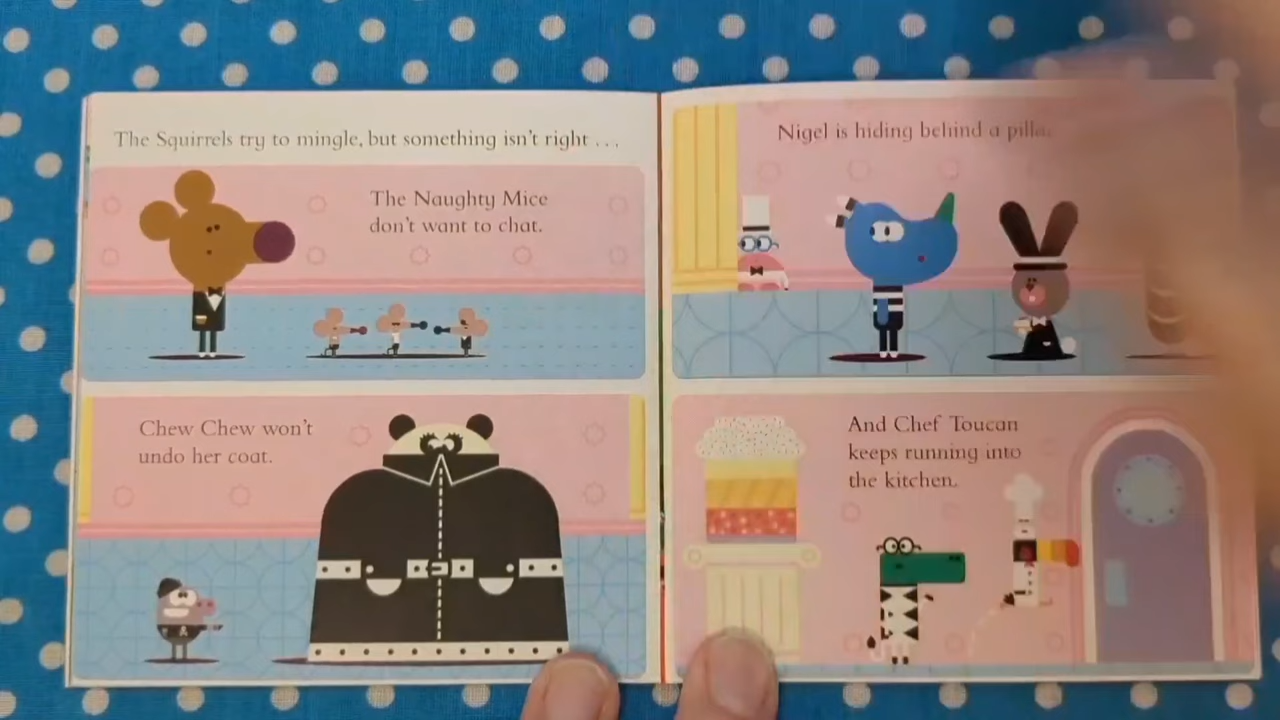 The Squirrels try to mingle, but something isn't right ...
The Naughty Mice
don't want to chat.
Chew Chew won't
undo her coat.
Nigel is hiding behind a
And Chef Toucan
keeps running into
the kitchen.